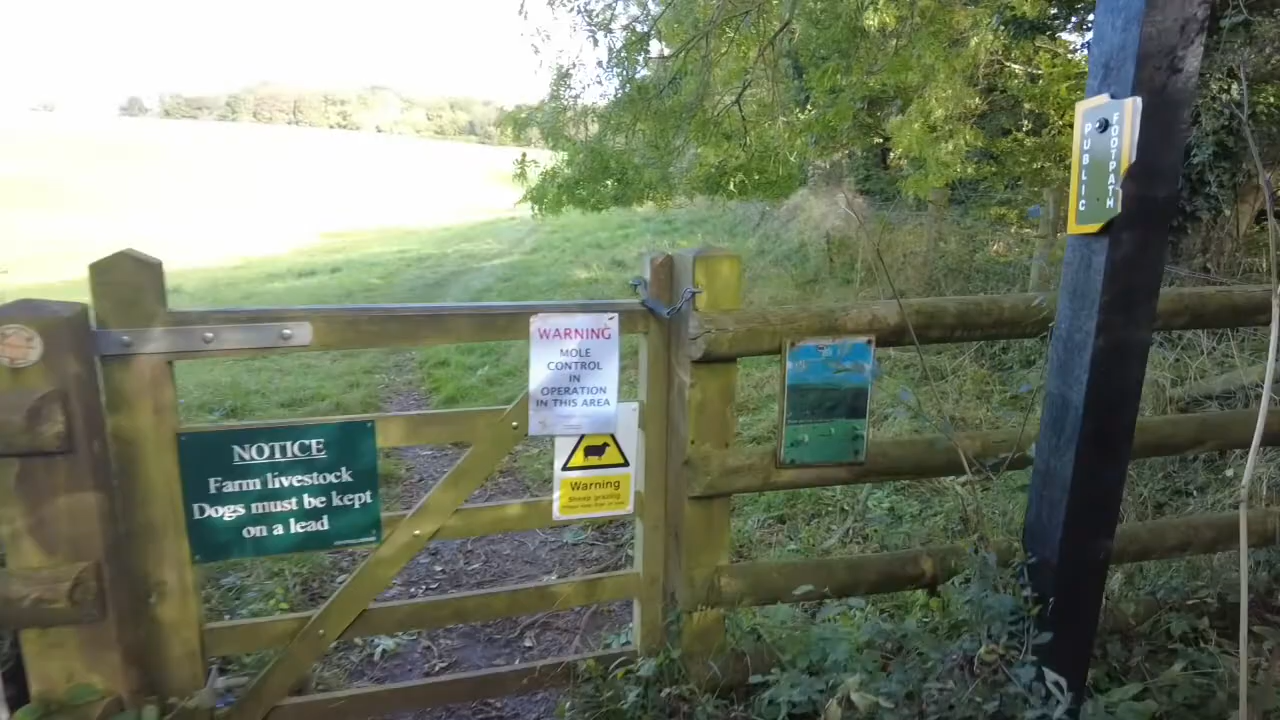 NOTICE
Farm livestock
Dogs must be kept
on a lead
WARNING
MOLE
CONTROL
IN
OPERATION
IN THIS AREA
Warning
Sheep grazing
PUBLIC
FOOTPATH